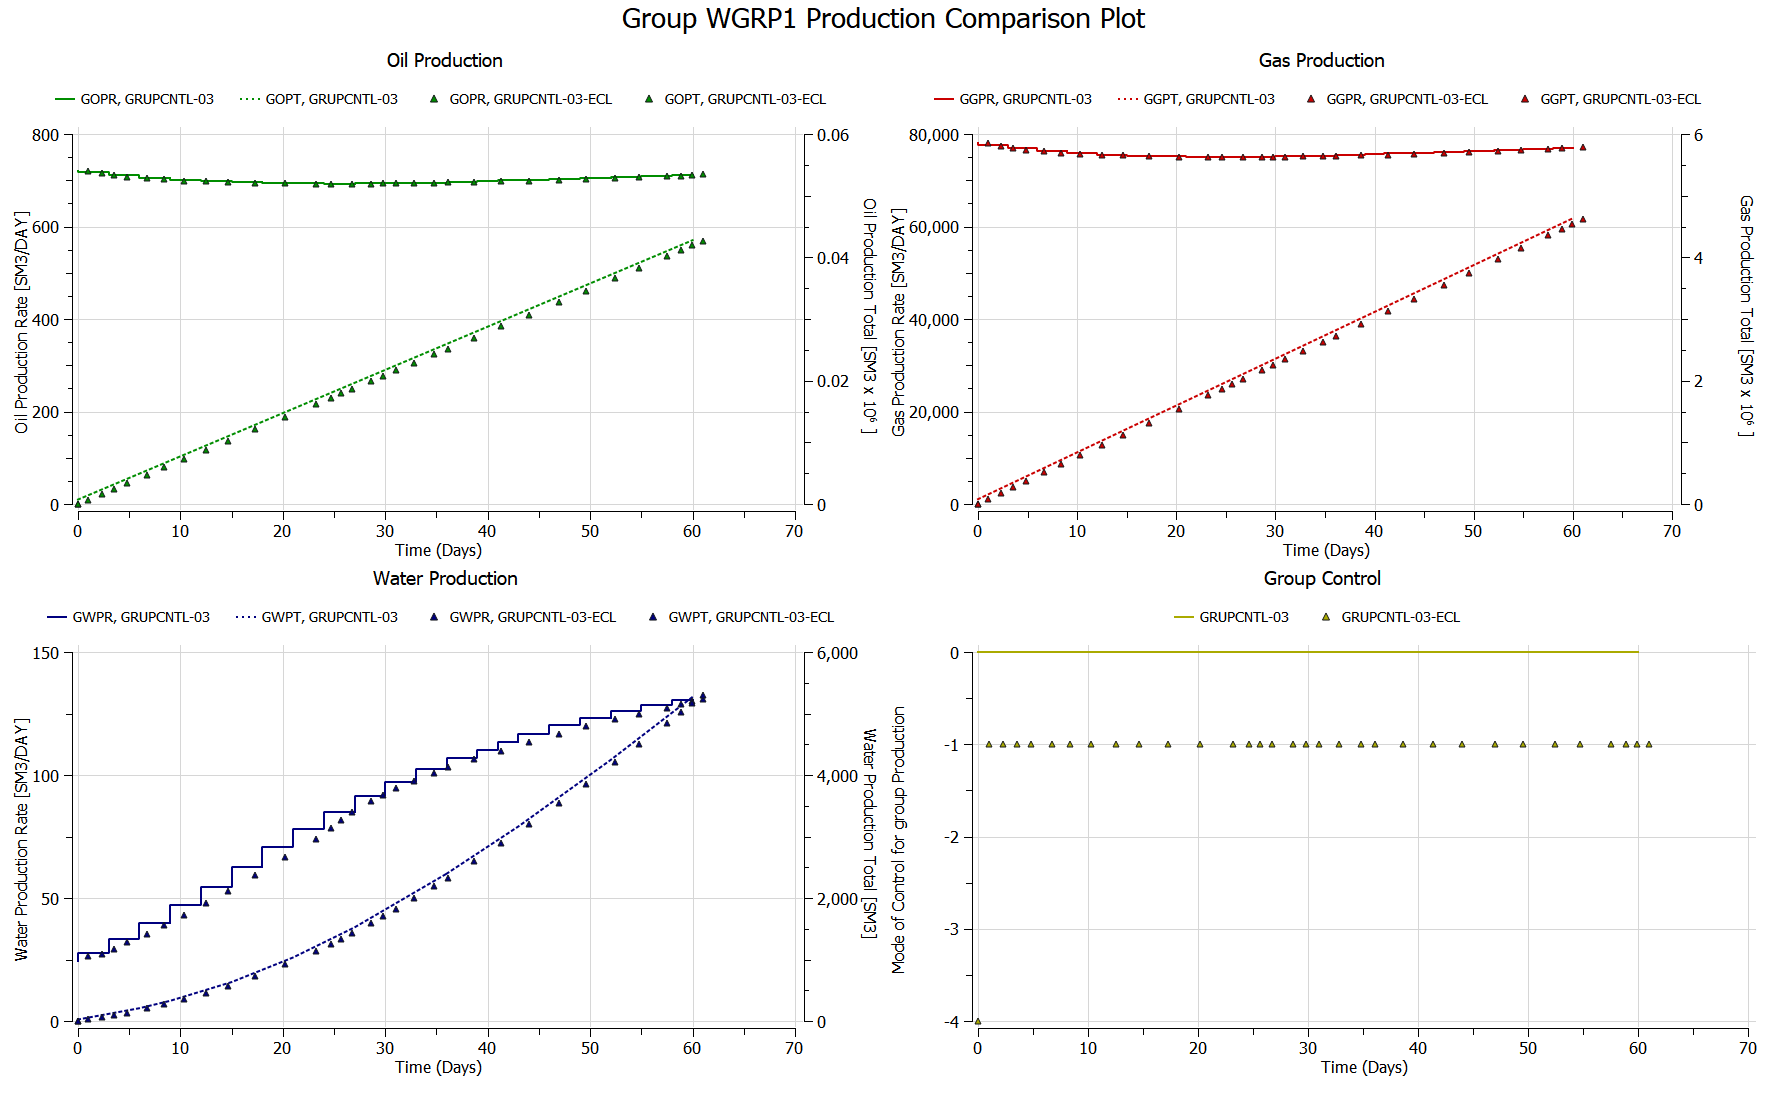 Group WGRP1 Production Comparison Plot
Oil Production
GOPR, GRUPCNTL-03 GOPT, GRUPCNTL-03 GOPR, GRUPCNTL-03-ECL GOPT, GRUPCNTL-03-ECL
800
600
400
200
0
Oil Production Rate [SM3/DAY]
0.06
0.04
0.02
0
Oil Production Total [SM3 x 10⁶ ]
0 10 20 30 40 50 60 70
Time (Days)
Gas Production
GGPR, GRUPCNTL-03 GGPT, GRUPCNTL-03 GGPR, GRUPCNTL-03-ECL GGPT, GRUPCNTL-03-ECL
80,000
60,000
40,000
20,000
0
Gas Production Rate [SM3/DAY]
6
4
2
0
Gas Production Total [SM3 x 10⁶ ]
0 10 20 30 40 50 60 70
Time (Days)
Water Production
GWPR, GRUPCNTL-03 GWPT, GRUPCNTL-03 GWPR, GRUPCNTL-03-ECL GWPT, GRUPCNTL-03-ECL
150
100
50
0
Water Production Rate [SM3/DAY]
6,000
4,000
2,000
0
Water Production Total [SM3]
0 10 20 30 40 50 60 70
Time (Days)
Group Control
GRUPCNTL-03 GRUPCNTL-03-ECL
0
-1
-2
-3
-4
Mode of Control for group Production
0 10 20 30 40 50 60 70
Time (Days)